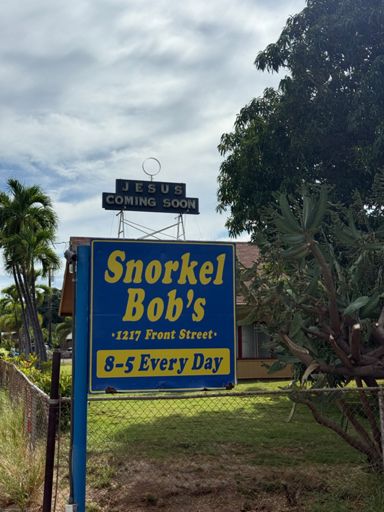 JESUS
COMING SOON
Snorkel
Bob's
•1217 Front Street•
8-5 Every Day